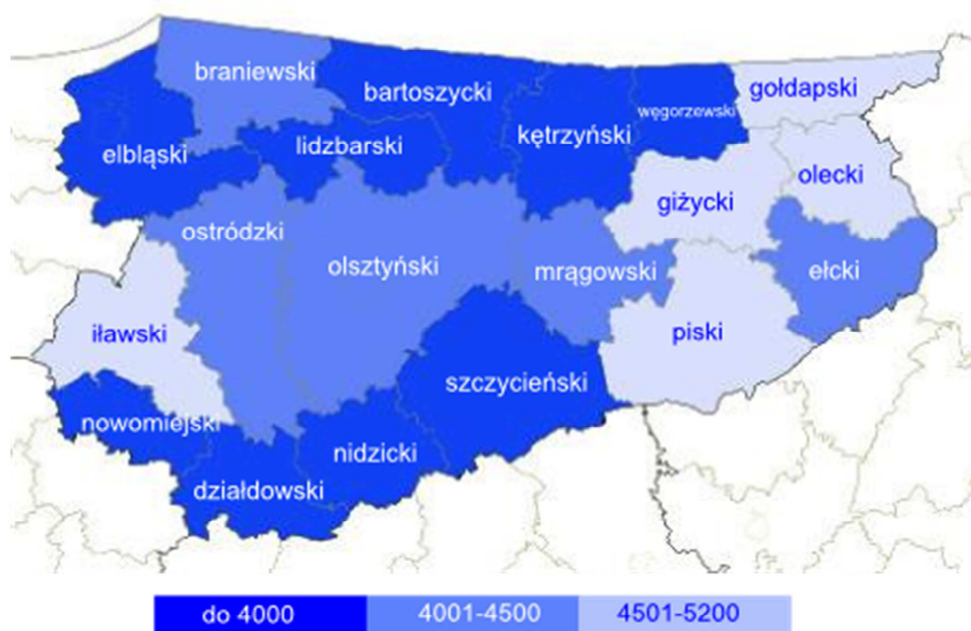 braniewski
gołdapski
bartoszycki
węgorzewski
kętrzyński
lidzbarski
elbląski
olecki
giżycki
ostródzki
olsztyński
mrągowski
ełcki
iławski
piski
szczycieński
nowomiejski
nidzicki
działdowski
do 4000
4001-4500
4501-5200